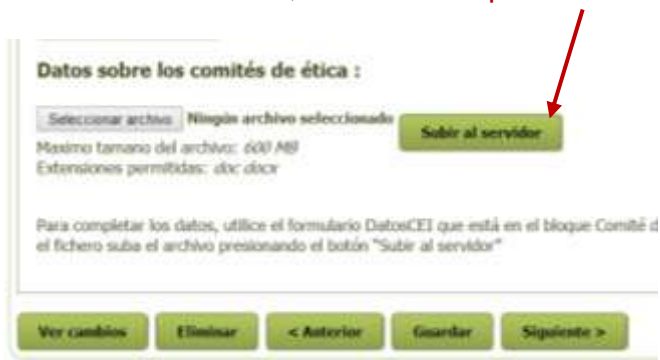 Datos sobre los comités de ética :
Seleccionar archivo Ningún archivo seleccionado
Subir al servidor
Maximo tamano del archivo: 600 MB
Extensiones permitidas: doc docx
Para completar los datos, utilice el formulario DatosCEI que está en el bloque Comité d
el fichero suba el archivo presionando el botón "Subir al servidor"
Ver cambios Eliminar < Anterior Guardar Siguiente >